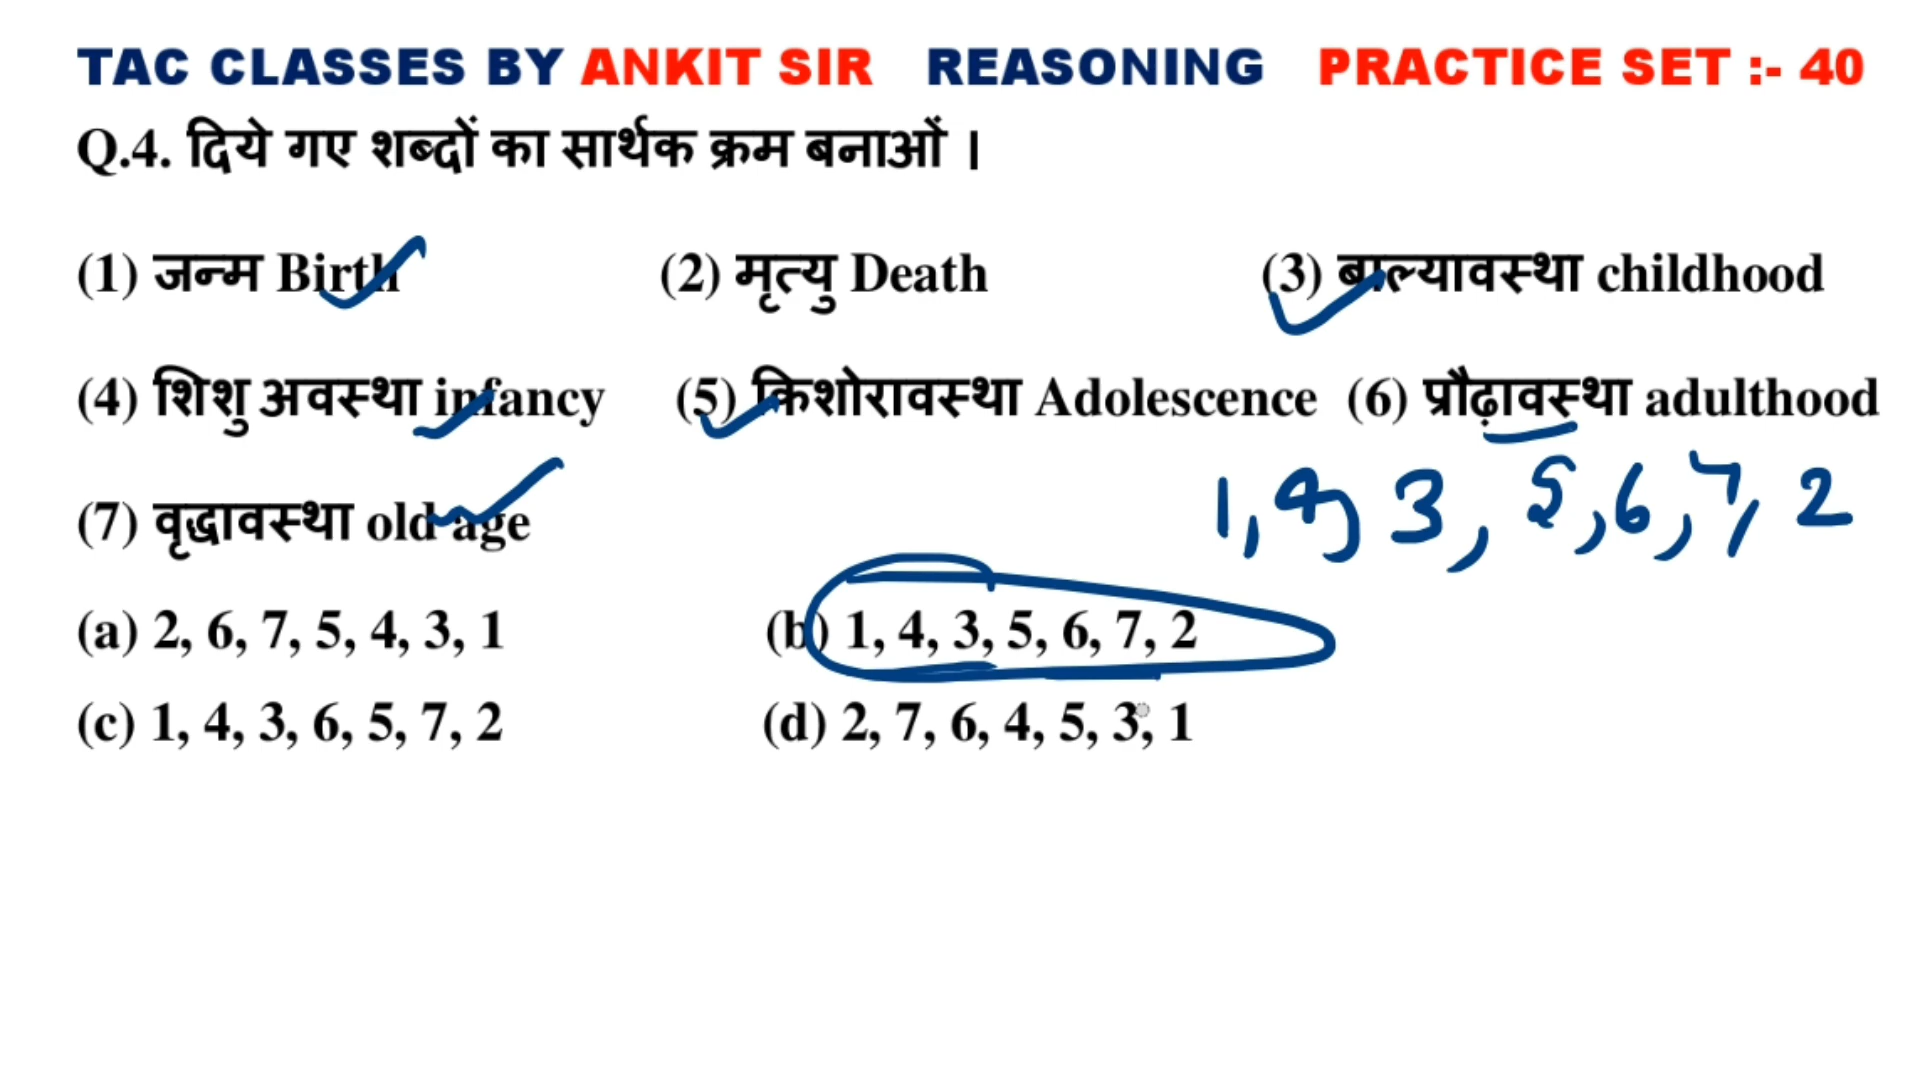 TAC CLASSES BY ANKIT SIR REASONING PRACTICE SET :- 40
Q.4. दिये गए शब्दों का सार्थक क्रम बनाओं ।
(1) जन्म Birth (2) मृत्यु Death (3) बाल्यावस्था childhood
(4) शिशु अवस्था infancy (5) किशोरावस्था Adolescence (6) प्रौढ़ावस्था adulthood
(7) वृद्धावस्था old age
1, 4, 3, 5, 6, 7, 2
(a) 2, 6, 7, 5, 4, 3, 1 (b) 1, 4, 3, 5, 6, 7, 2
(c) 1, 4, 3, 6, 5, 7, 2 (d) 2, 7, 6, 4, 5, 3, 1